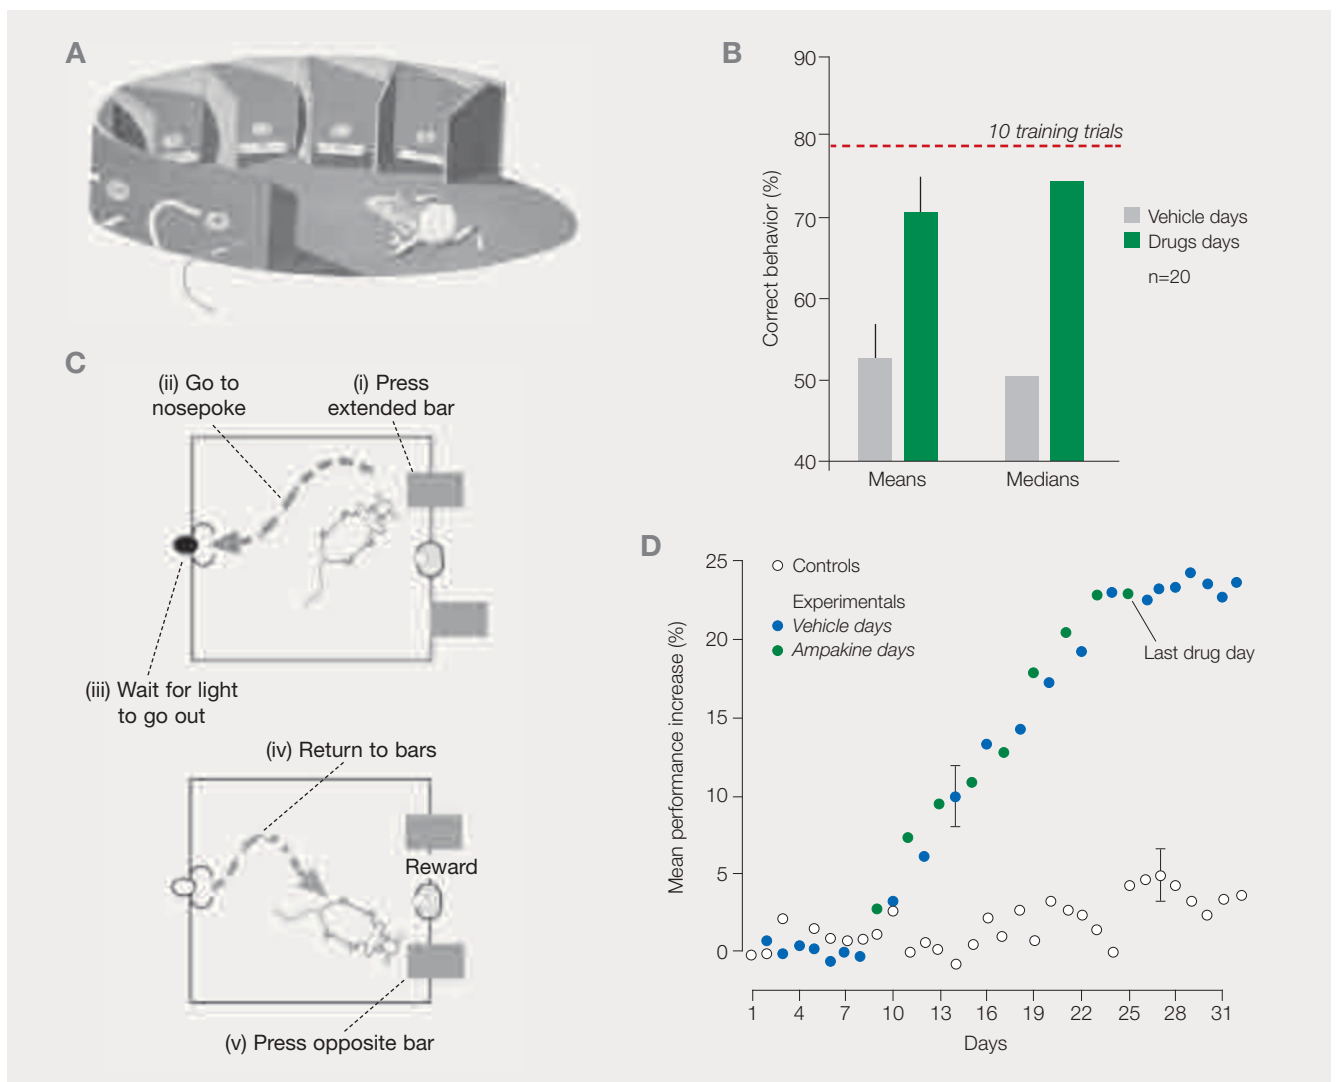 A
B
90
80
70
60
50
40
Correct behavior (%)
10 training trials
Means
Medians
Vehicle days
Drugs days
n=20
C
(ii) Go to
nosepoke
(i) Press
extended bar
(iii) Wait for light
to go out
(iv) Return to bars
Reward
(v) Press opposite bar
D
25
20
15
10
5
0
Mean performance increase (%)
Controls
Experimentals
Vehicle days
Ampakine days
Last drug day
1 4 7 10 13 16 19 22 25 28 31
Days